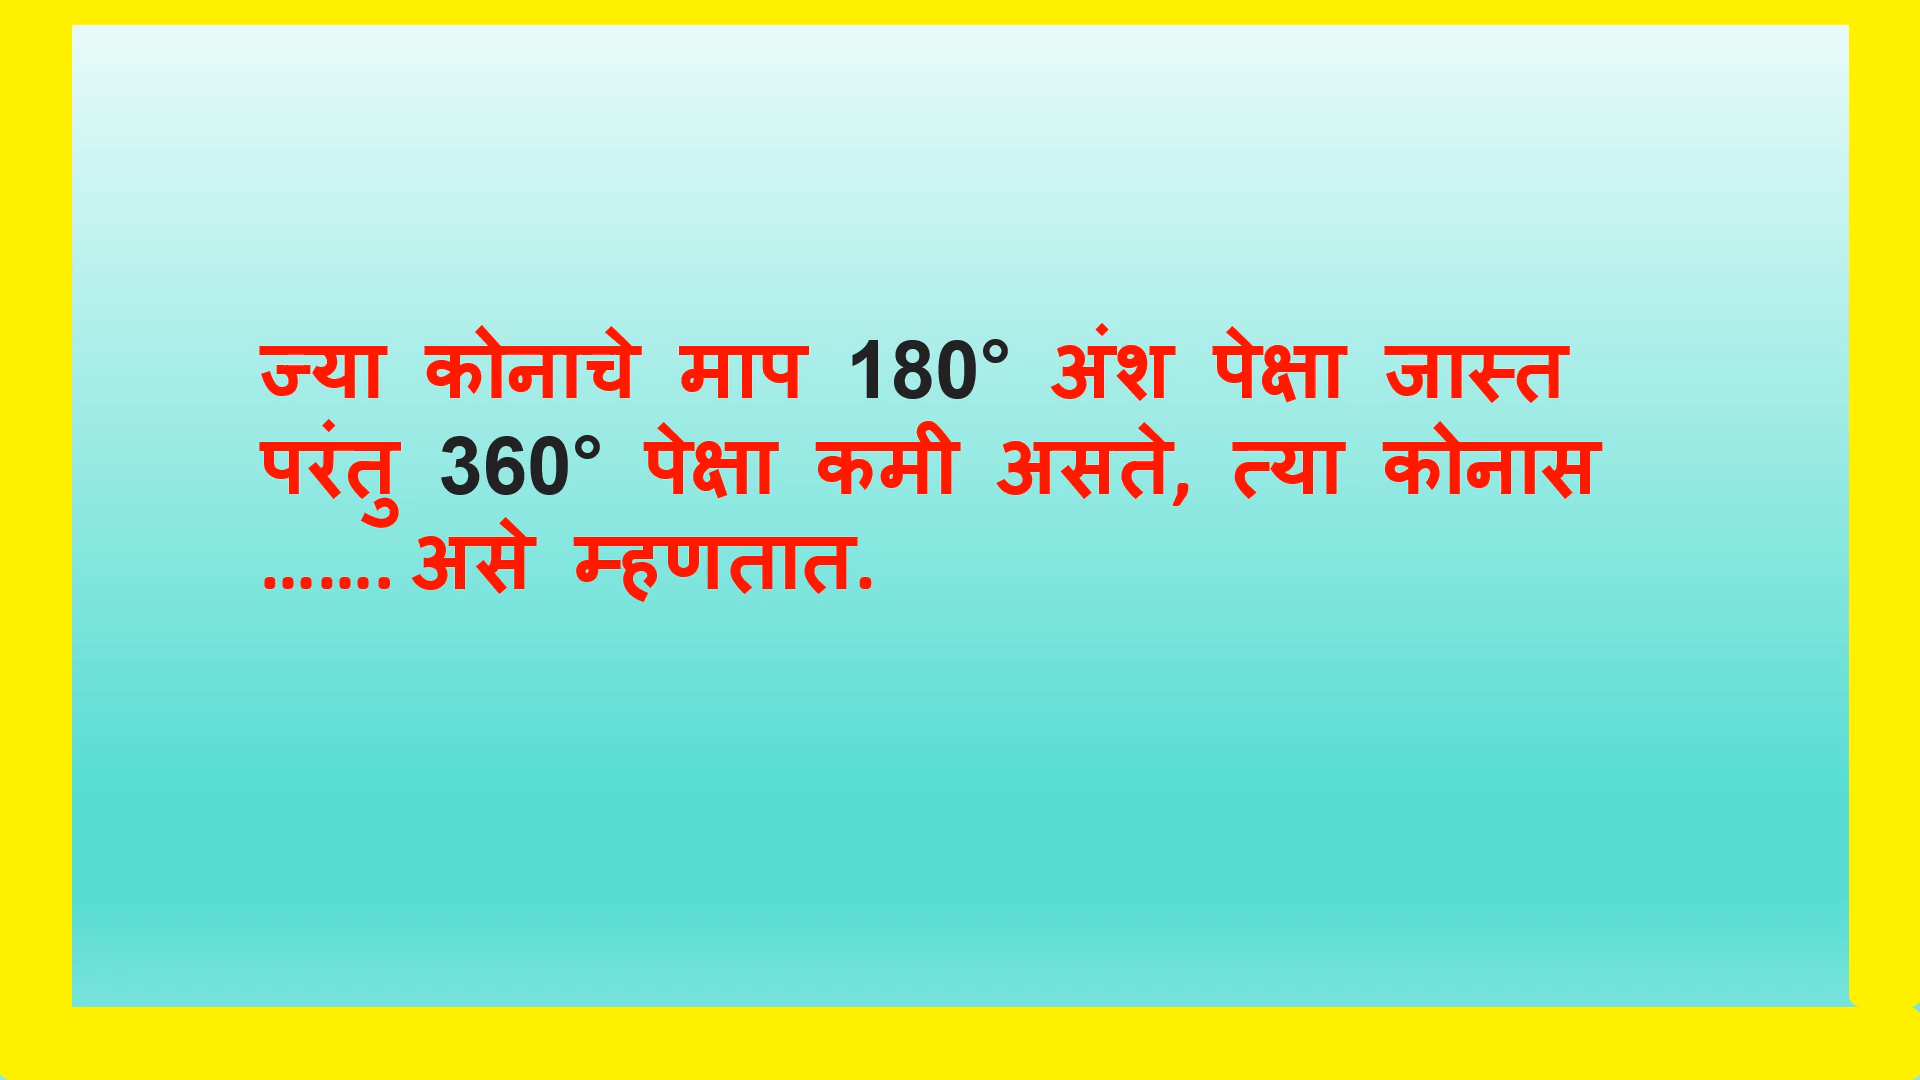 ज्या कोनाचे माप 180° अंश पेक्षा जास्त
परंतु 360° पेक्षा कमी असते, त्या कोनास
....... असे म्हणतात.